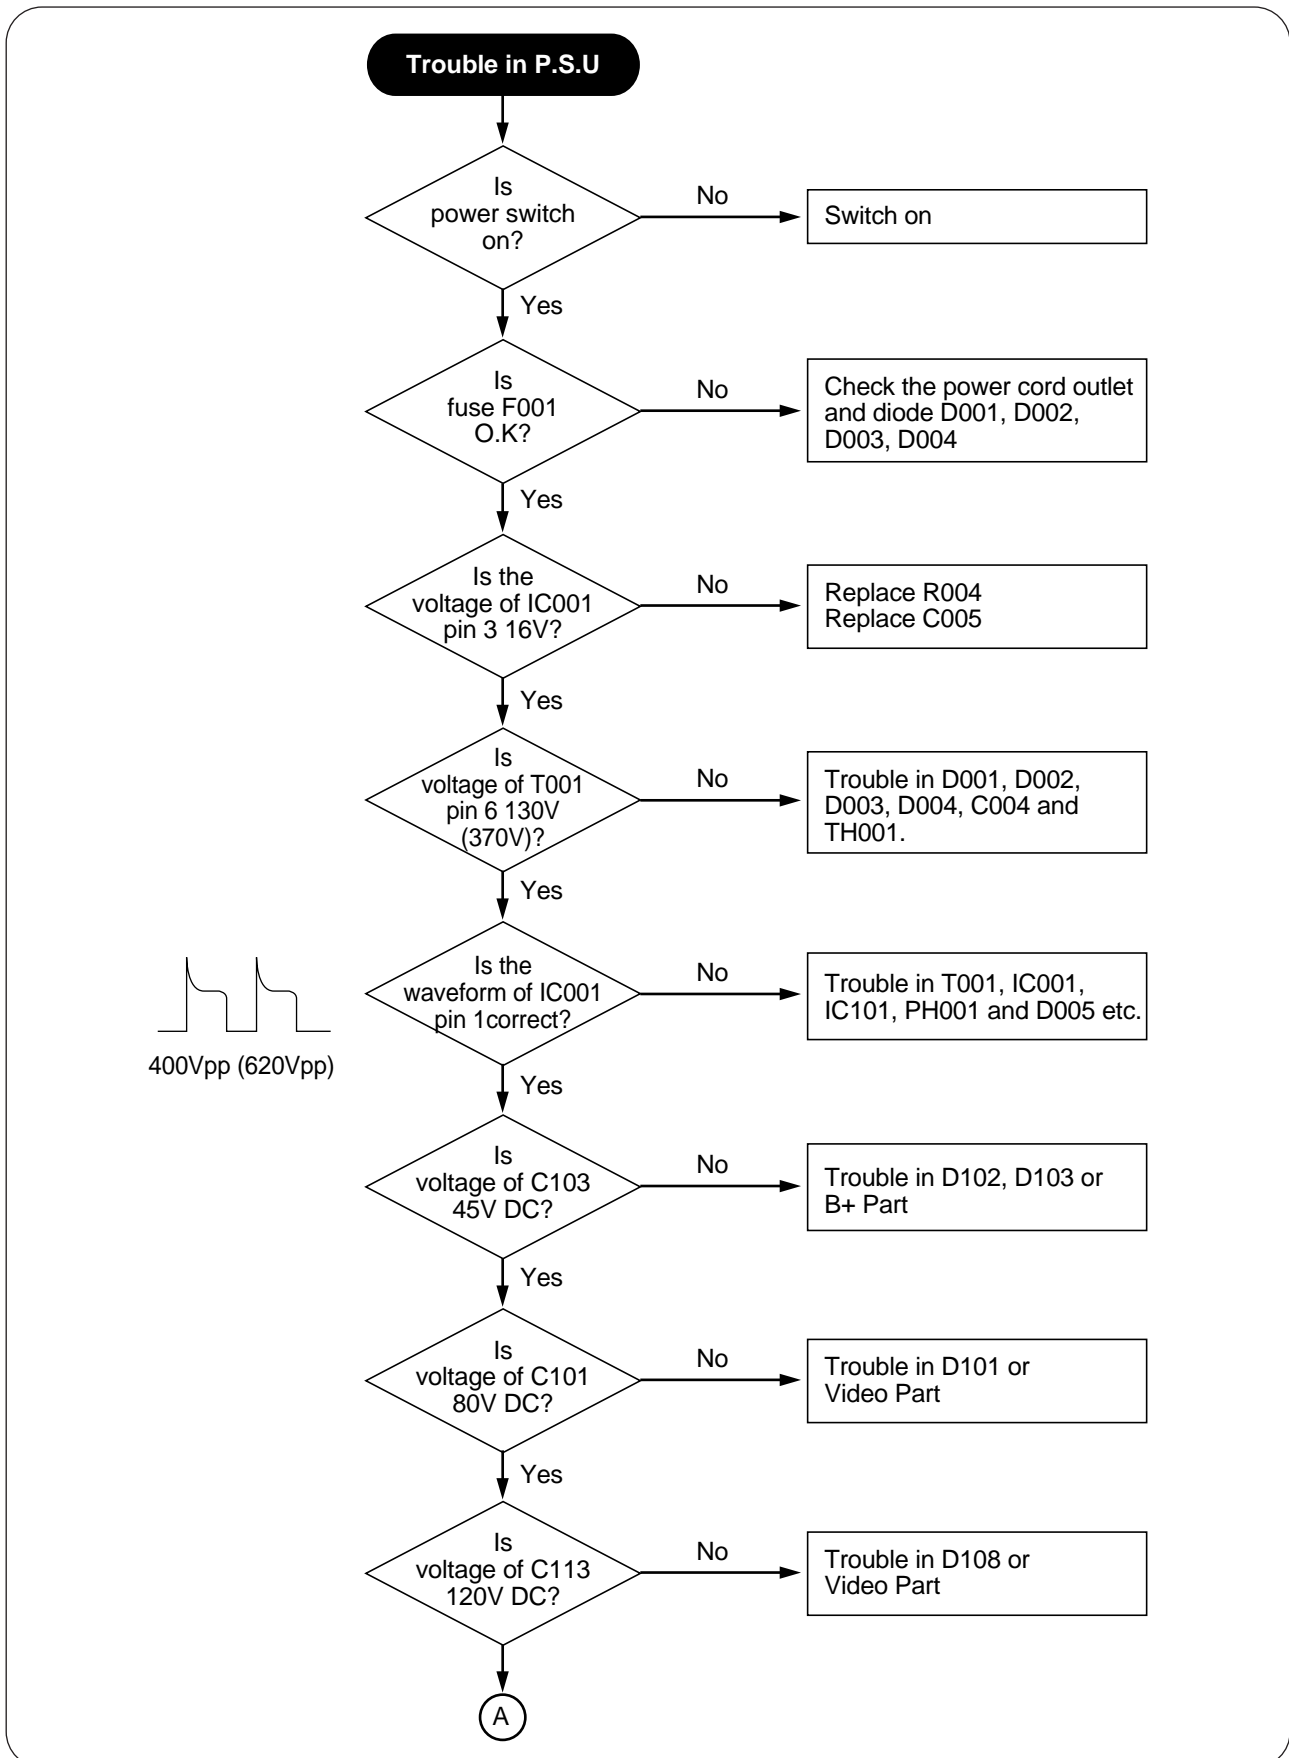 Trouble in P.S.U
Is
power switch
on?
No
Switch on
Yes
Is
fuse F001
O.K?
No
Check the power cord outlet
and diode D001, D002,
D003, D004
Yes
Is the
voltage of IC001
pin 3 16V?
No
Replace R004
Replace C005
Yes
Is
voltage of T001
pin 6 130V
(370V)?
No
Trouble in D001, D002,
D003, D004, C004 and
TH001.
Yes
Is the
waveform of IC001
pin 1correct?
No
Trouble in T001, IC001,
IC101, PH001 and D005 etc.
400Vpp (620Vpp)
Yes
Is
voltage of C103
45V DC?
No
Trouble in D102, D103 or
B+ Part
Yes
Is
voltage of C101
80V DC?
No
Trouble in D101 or
Video Part
Yes
Is
voltage of C113
120V DC?
No
Trouble in D108 or
Video Part
A